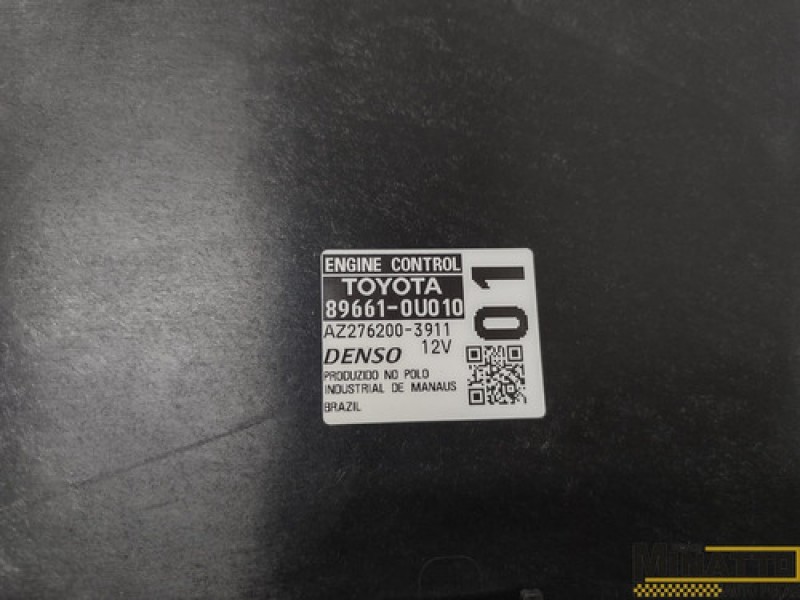 ENGINE CONTROL
TOYOTA
89661-0U010
AZ276200-3911
12V
DENSO
PRODUZIDO NO POLO
INDUSTRIAL DE MANAUS
BRAZIL
01